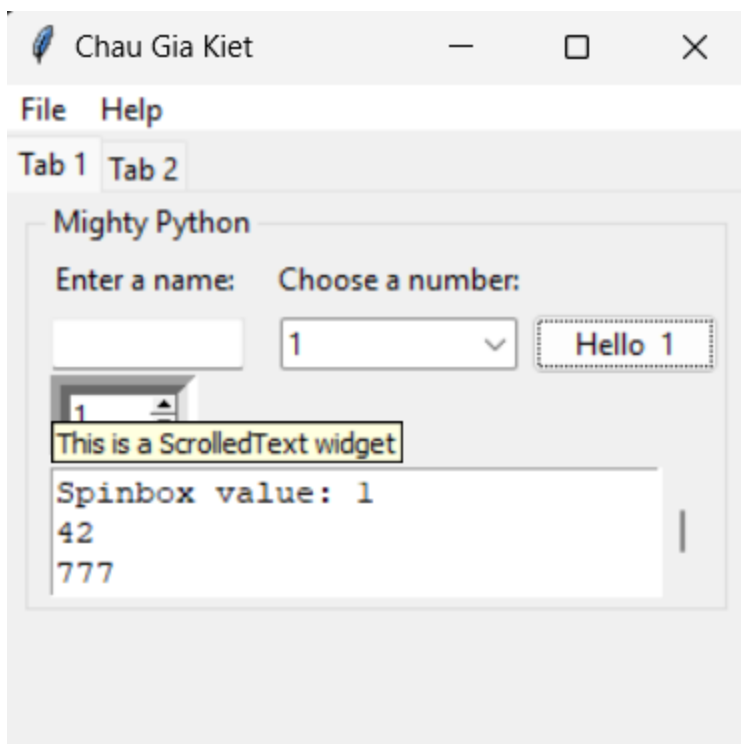 Chau Gia Kiet
File Help
Tab 1 Tab 2
Mighty Python
Enter a name: Choose a number:
1 Hello 1
1
This is a ScrolledText widget
Spinbox value: 1
42
777